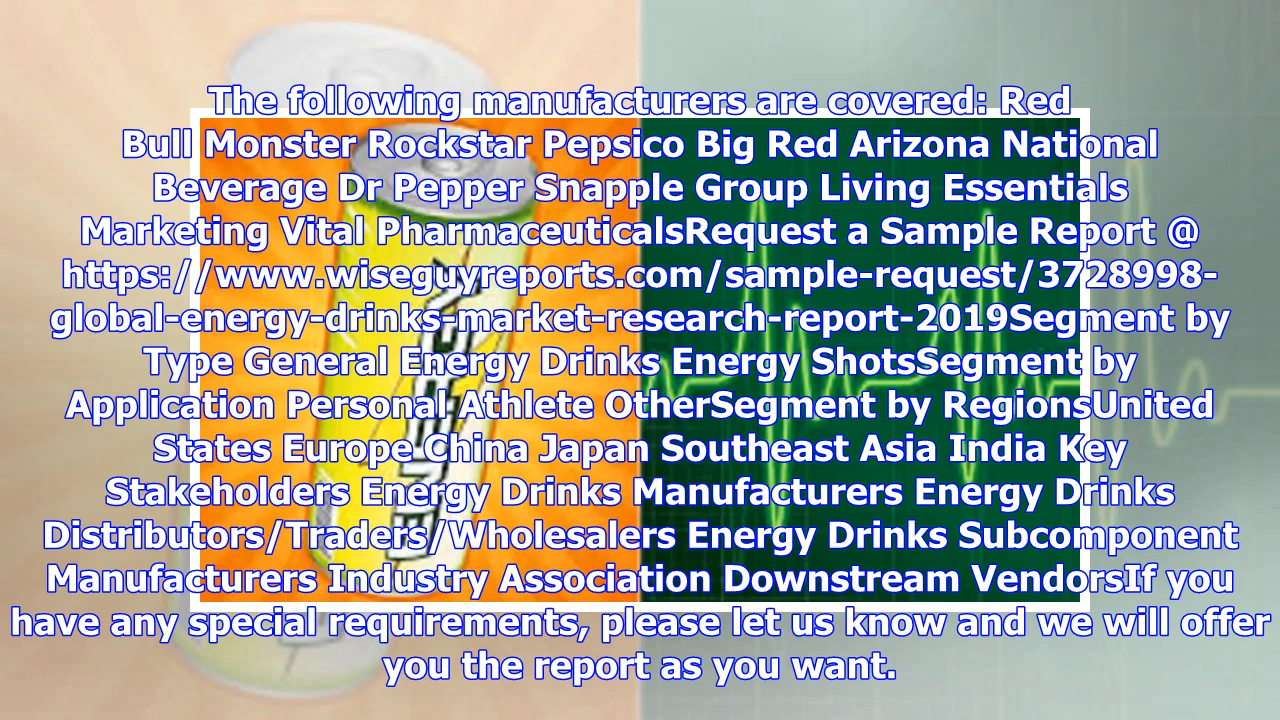 The following manufacturers are covered: Red
Bull Monster Rockstar Pepsico Big Red Arizona National
Beverage Dr Pepper Snapple Group Living Essentials
Marketing Vital PharmaceuticalsRequest a Sample Report @
https://www.wiseguyreports.com/sample-request/3728998-
global-energy-drinks-market-research-report-2019Segment by
Type General Energy Drinks Energy ShotsSegment by
Application Personal Athlete OtherSegment by RegionsUnited
States Europe China Japan Southeast Asia India Key
Stakeholders Energy Drinks Manufacturers Energy Drinks
Distributors/Traders/Wholesalers Energy Drinks Subcomponent
Manufacturers Industry Association Downstream VendorsIf you
have any special requirements, please let us know and we will offer
you the report as you want.